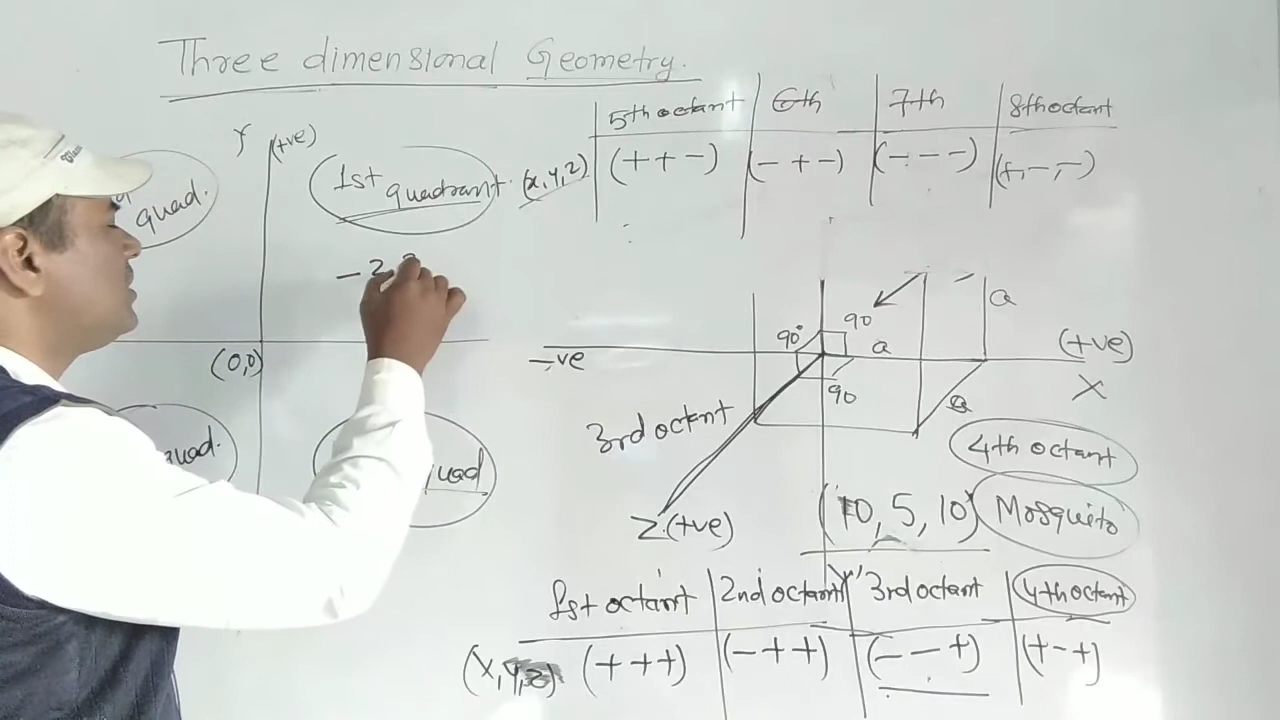 Three dimensional Geometry.
5th octant 6th 7th 8th octant
(x,y,z) (+ + -) (- + -) (- - -) (+,-,-)
Y (+ve)
quad.
1st quadrant.
-2,
(0,0)
quad.
quad
90° 90 a
a
-ve (+ve)
90 a X
3rd octant
4th octant
Z(+ve)
(10, 5, 10) Mosquito
Y'
1st octant 2nd octant 3rd octant 4th octant
(x,y,z) (+ + +) (- + +) (- - +) (+ - +)